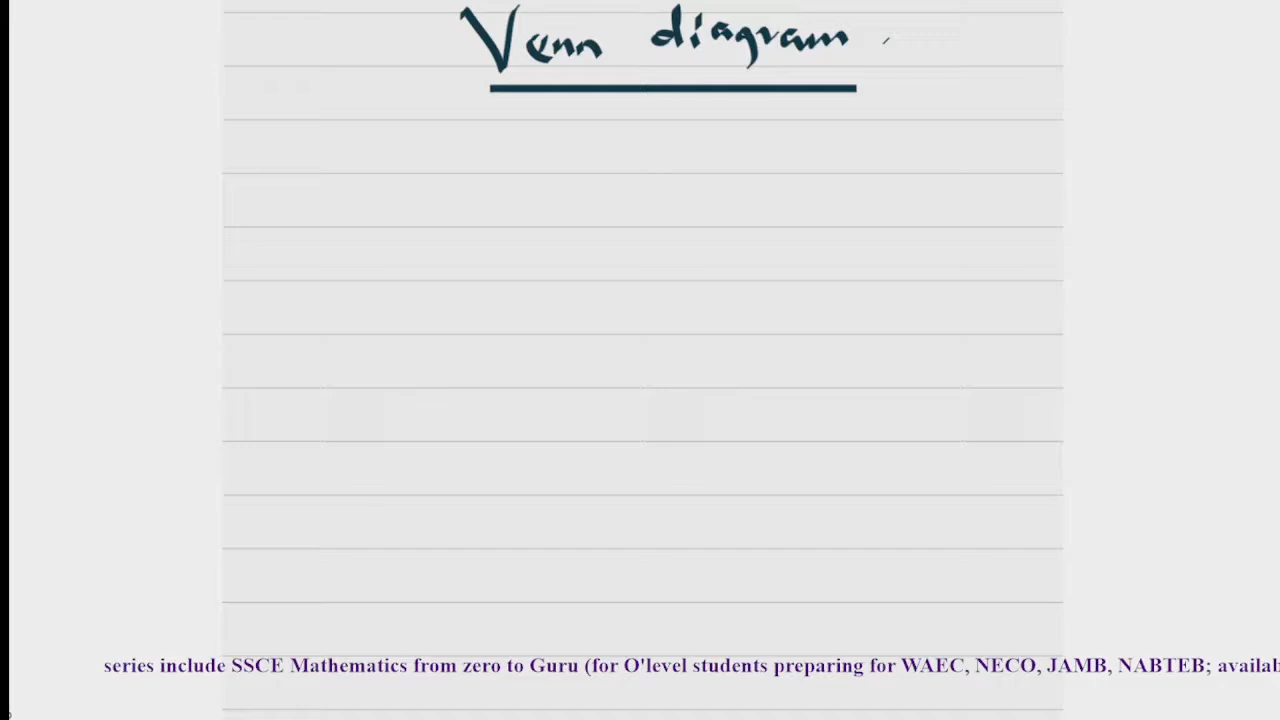 Venn diagram
series include SSCE Mathematics from zero to Guru (for O'level students preparing for WAEC, NECO, JAMB, NABTEB; availab